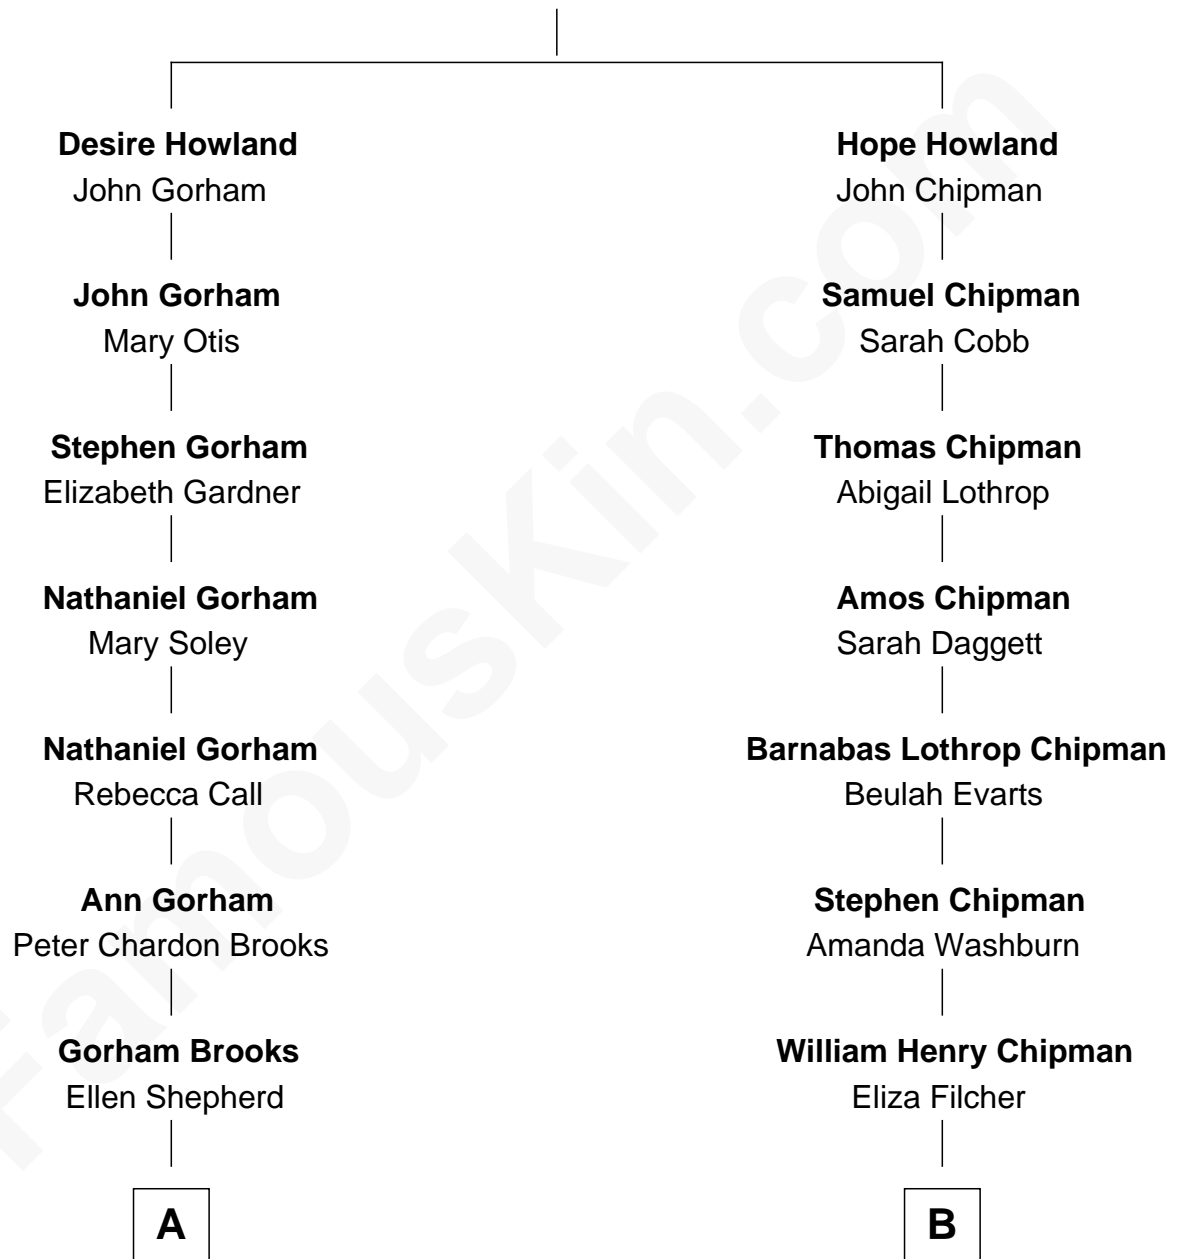 Desire Howland
John Gorham
John Gorham
Mary Otis
Stephen Gorham
Elizabeth Gardner
Nathaniel Gorham
Mary Soley
Nathaniel Gorham
Rebecca Call
Ann Gorham
Peter Chardon Brooks
Gorham Brooks
Ellen Shepherd
A
Hope Howland
John Chipman
Samuel Chipman
Sarah Cobb
Thomas Chipman
Abigail Lothrop
Amos Chipman
Sarah Daggett
Barnabas Lothrop Chipman
Beulah Evarts
Stephen Chipman
Amanda Washburn
William Henry Chipman
Eliza Filcher
B
FamousKin.com